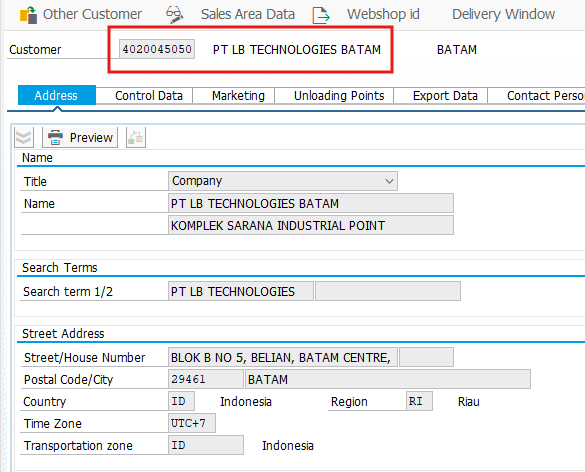 Other Customer Sales Area Data Webshop id Delivery Window
Customer 4020045050 PT LB TECHNOLOGIES BATAM BATAM
Address Control Data Marketing Unloading Points Export Data Contact Perso
Preview
Name
Title Company
Name PT LB TECHNOLOGIES BATAM
KOMPLEK SARANA INDUSTRIAL POINT
Search Terms
Search term 1/2 PT LB TECHNOLOGIES
Street Address
Street/House Number BLOK B NO 5, BELIAN, BATAM CENTRE,
Postal Code/City 29461 BATAM
Country ID Indonesia Region RI Riau
Time Zone UTC+7
Transportation zone ID Indonesia